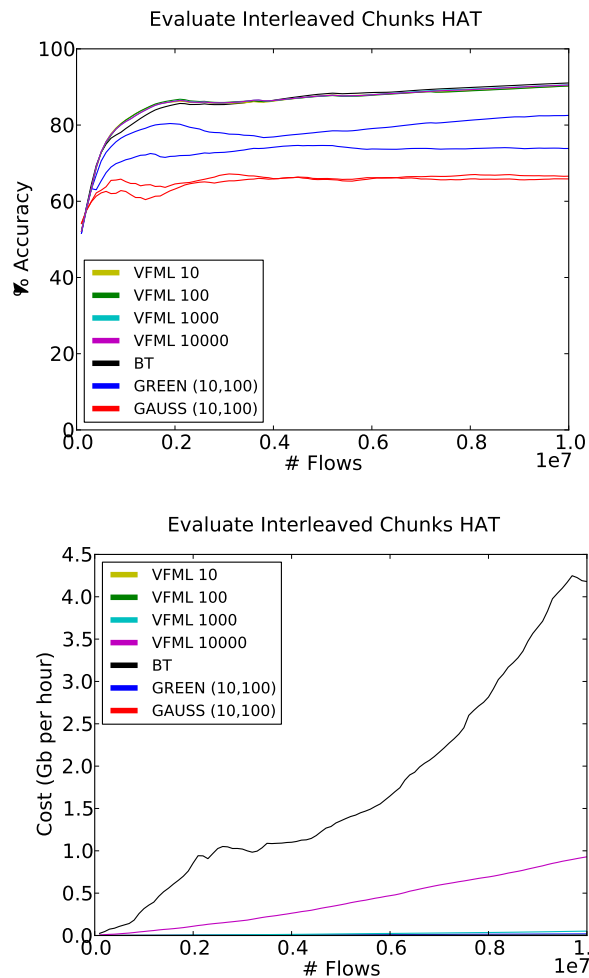 Evaluate Interleaved Chunks HAT
100
80
60
40
20
0
% Accuracy
VFML 10
VFML 100
VFML 1000
VFML 10000
BT
GREEN (10,100)
GAUSS (10,100)
0.0 0.2 0.4 0.6 0.8 1.0
# Flows
1e7
Evaluate Interleaved Chunks HAT
4.5
4.0
3.5
3.0
2.5
2.0
1.5
1.0
0.5
0.0
Cost (Gb per hour)
VFML 10
VFML 100
VFML 1000
VFML 10000
BT
GREEN (10,100)
GAUSS (10,100)
0.0 0.2 0.4 0.6 0.8 1.0
# Flows
1e7